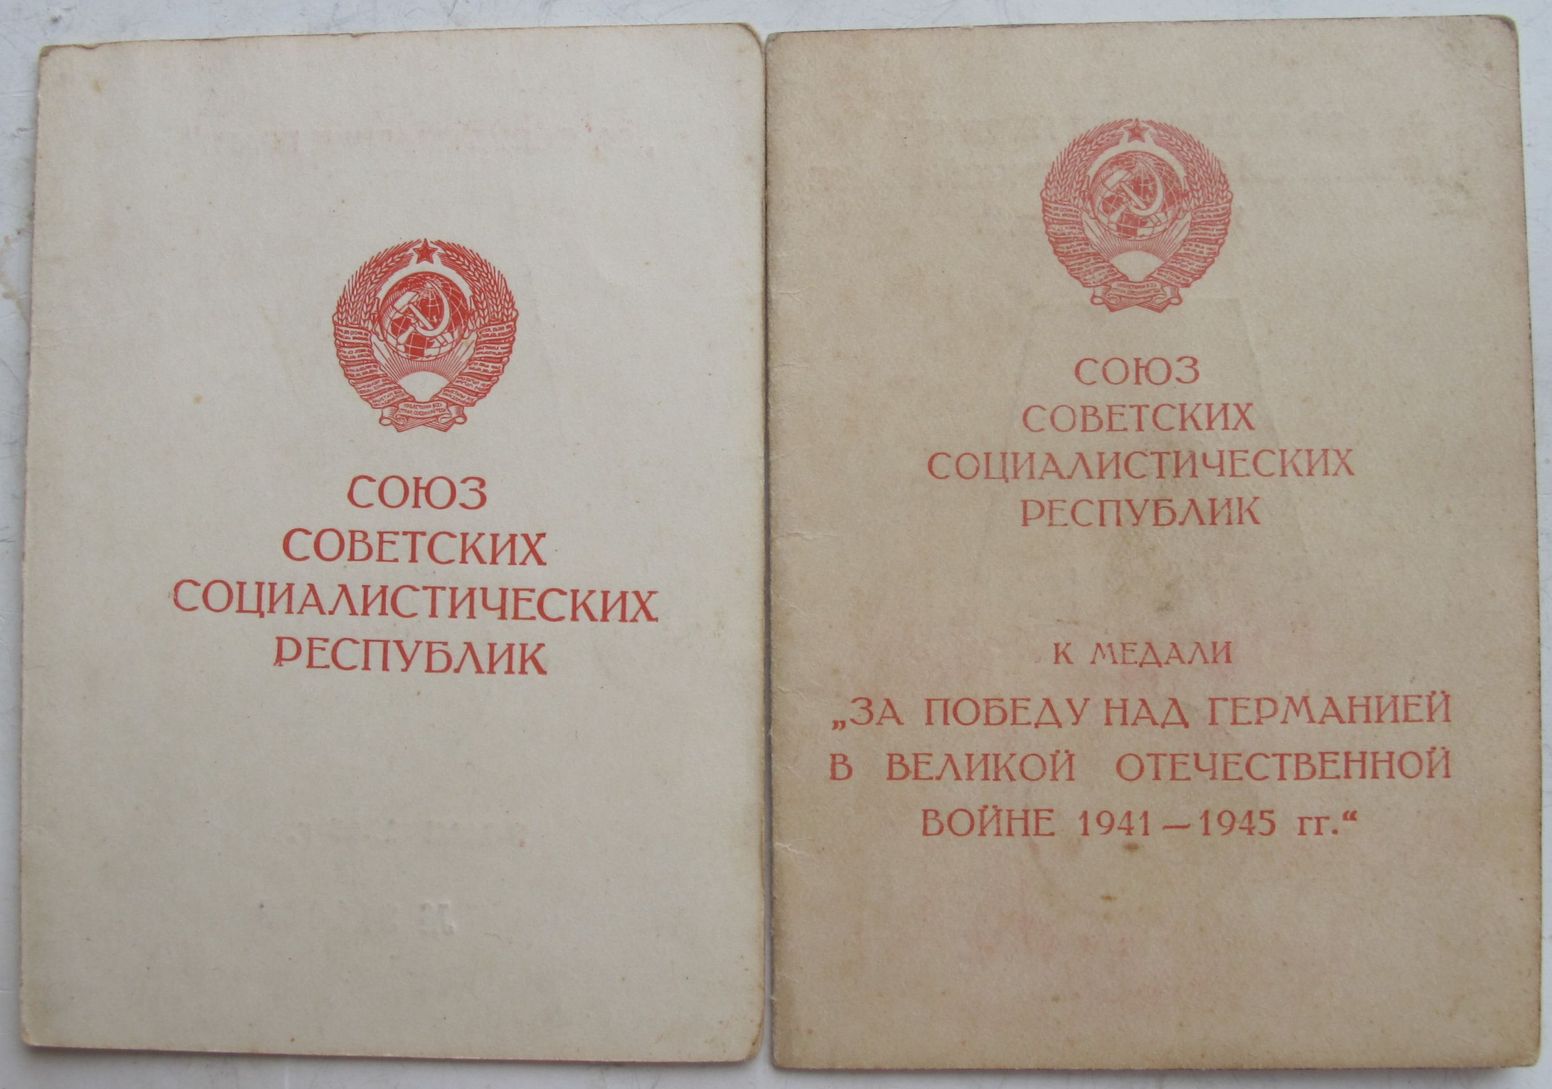 СОЮЗ
СОВЕТСКИХ
СОЦИАЛИСТИЧЕСКИХ
РЕСПУБЛИК
СОЮЗ
СОВЕТСКИХ
СОЦИАЛИСТИЧЕСКИХ
РЕСПУБЛИК
К МЕДАЛИ
„ЗА ПОБЕДУ НАД ГЕРМАНИЕЙ
В ВЕЛИКОЙ ОТЕЧЕСТВЕННОЙ
ВОЙНЕ 1941 — 1945 гг.“